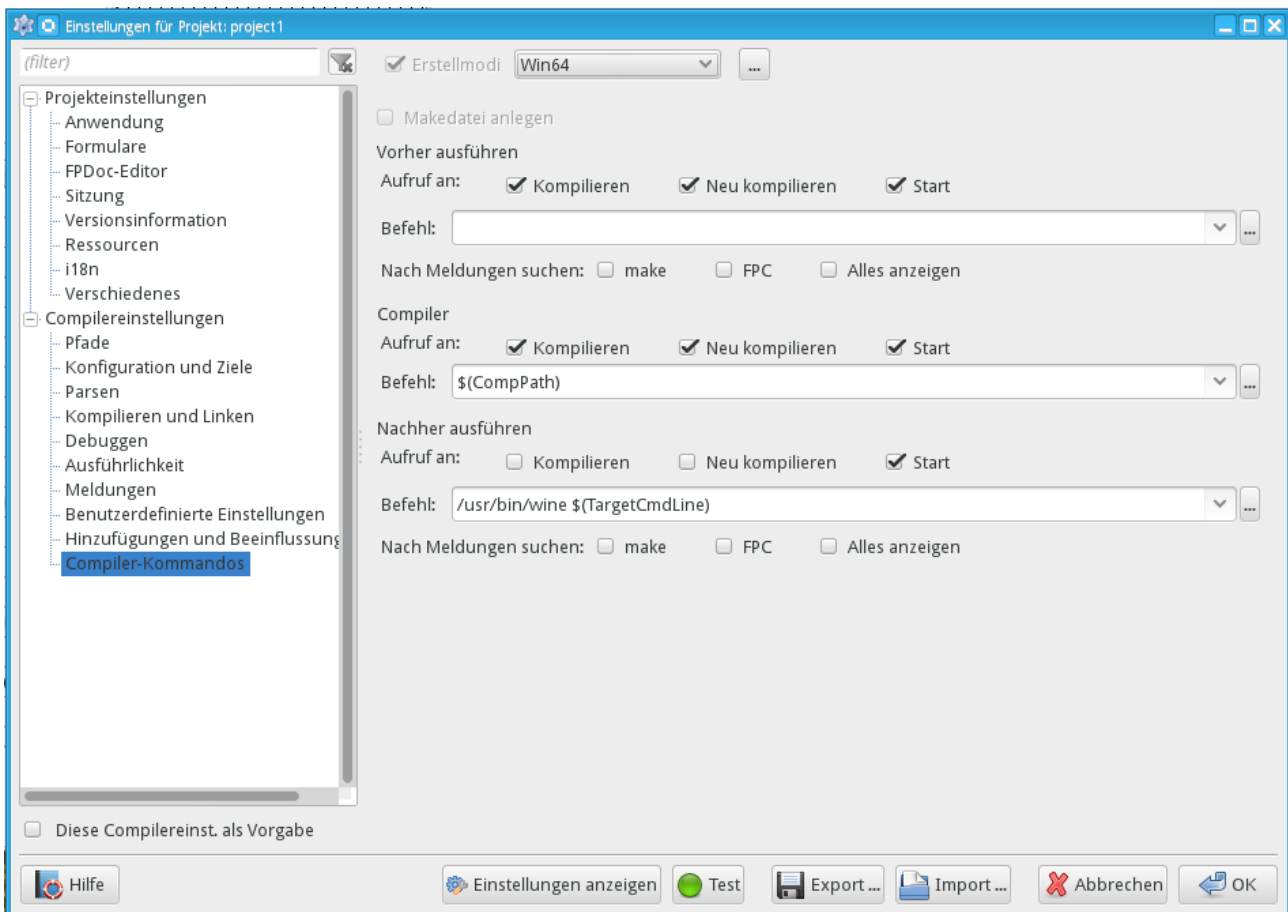 Einstellungen für Projekt: project1
(filter)
Erstellmodi Win64 ...
Projekteinstellungen
Anwendung
Formulare
FPDoc-Editor
Sitzung
Versionsinformation
Ressourcen
i18n
Verschiedenes
Compilereinstellungen
Pfade
Konfiguration und Ziele
Parsen
Kompilieren und Linken
Debuggen
Ausführlichkeit
Meldungen
Benutzerdefinierte Einstellungen
Hinzufügungen und Beeinflussung
Compiler-Kommandos
Makedatei anlegen
Vorher ausführen
Aufruf an: Kompilieren Neu kompilieren Start
Befehl: ...
Nach Meldungen suchen: make FPC Alles anzeigen
Compiler
Aufruf an: Kompilieren Neu kompilieren Start
Befehl: $(CompPath) ...
Nachher ausführen
Aufruf an: Kompilieren Neu kompilieren Start
Befehl: /usr/bin/wine $(TargetCmdLine) ...
Nach Meldungen suchen: make FPC Alles anzeigen
Diese Compilereinst. als Vorgabe
Hilfe Einstellungen anzeigen Test Export ... Import ... Abbrechen OK